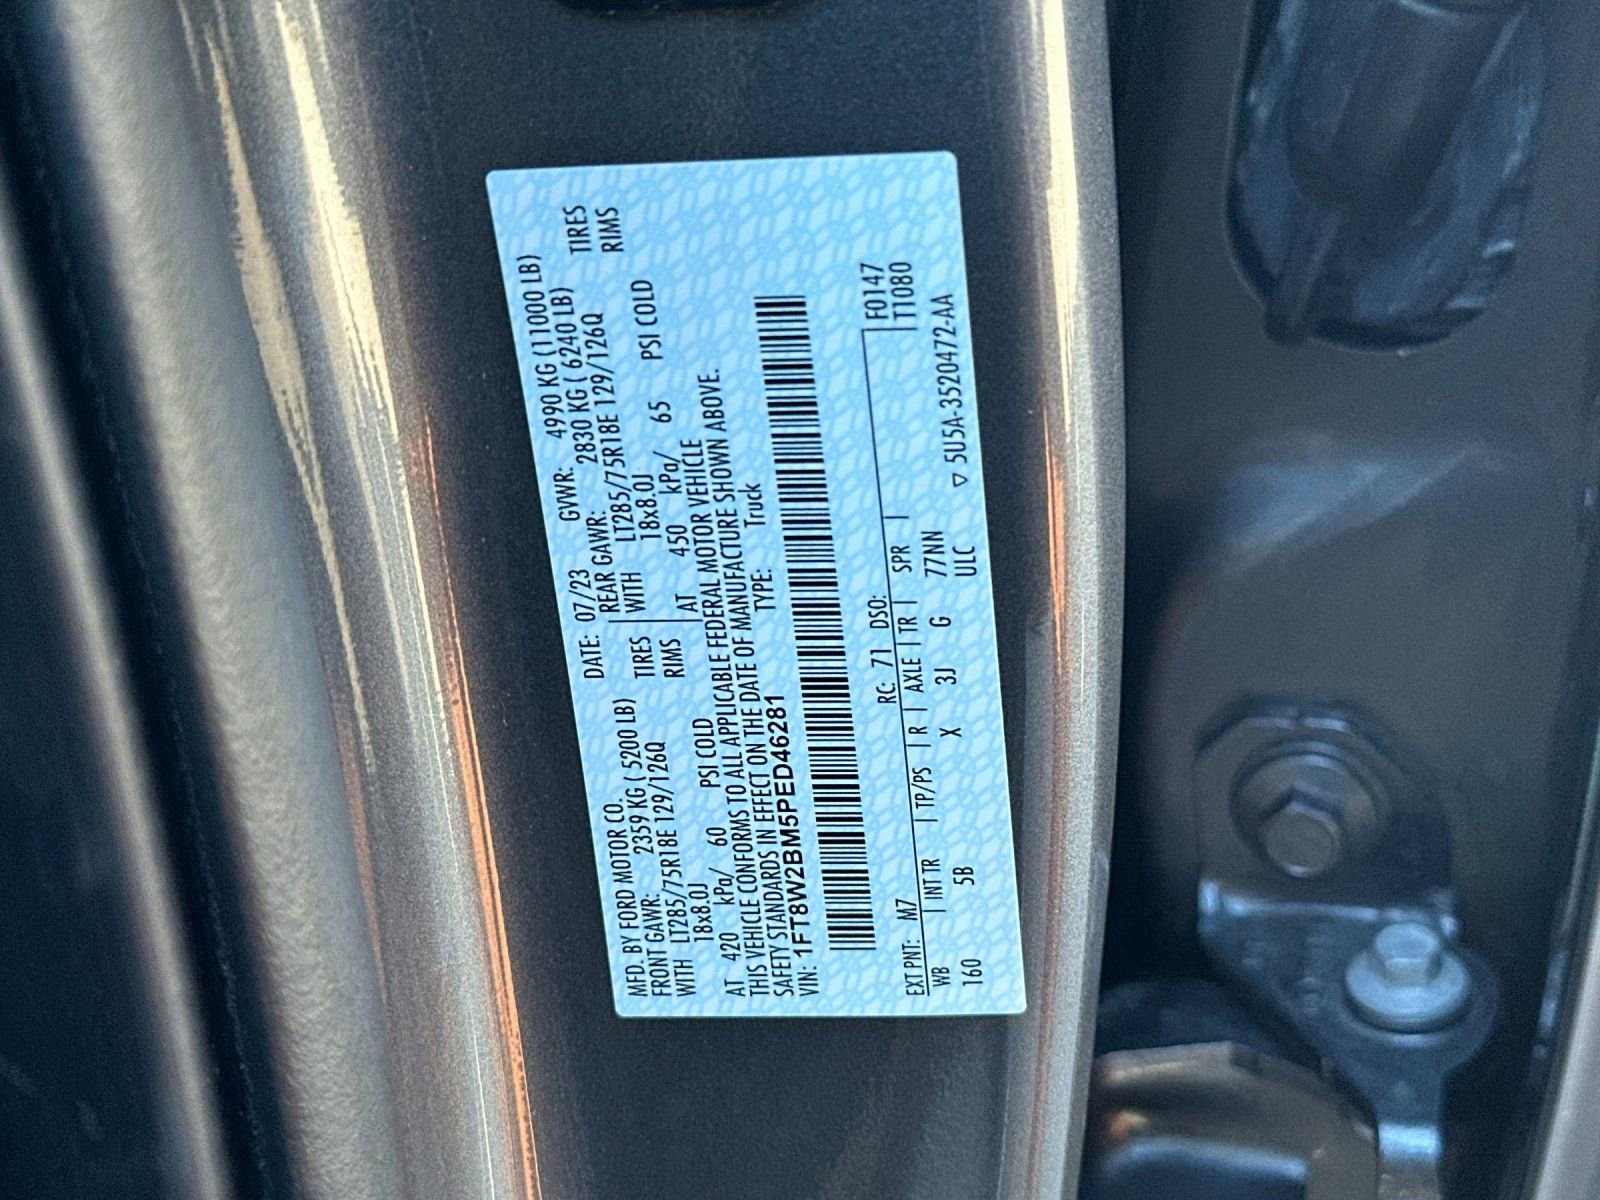 MFD. BY FORD MOTOR CO.
DATE: 07/23 GVWR: 4990 KG (11000 LB)
FRONT GAWR: 2359 KG ( 5200 LB)
REAR GAWR: 2830 KG ( 6240 LB)
WITH LT285/75R18E 129/126Q TIRES
WITH LT285/75R18E 129/126Q TIRES
18x8.0J RIMS
18x8.0J RIMS
AT 420 kPa/ 60 PSI COLD
AT 450 kPa/ 65 PSI COLD
THIS VEHICLE CONFORMS TO ALL APPLICABLE FEDERAL MOTOR VEHICLE
SAFETY STANDARDS IN EFFECT ON THE DATE OF MANUFACTURE SHOWN ABOVE.
VIN: 1FT8W2BM5PED46281 TYPE: Truck
F0147
EXT PNT: M7 RC: 71 DSO: T1080
WB INT TR TP/PS R AXLE TR SPR
160 5B X 3J G 77NN
ULC ▽ 5U5A-3520472-AA